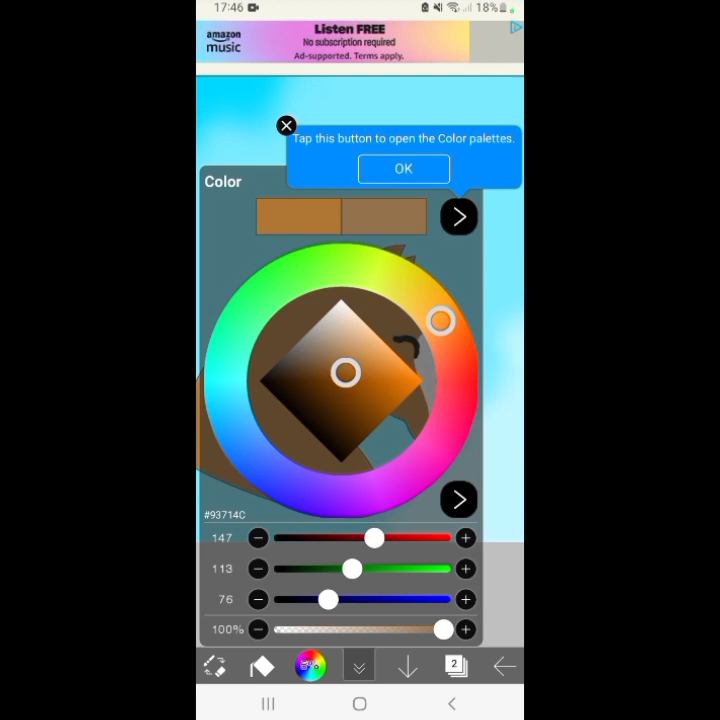 17:46
18%
amazon
music
Listen FREE
No subscription required
Ad-supported. Terms apply.
Tap this button to open the Color palettes.
OK
Color
#93714C
147
113
76
100%
2